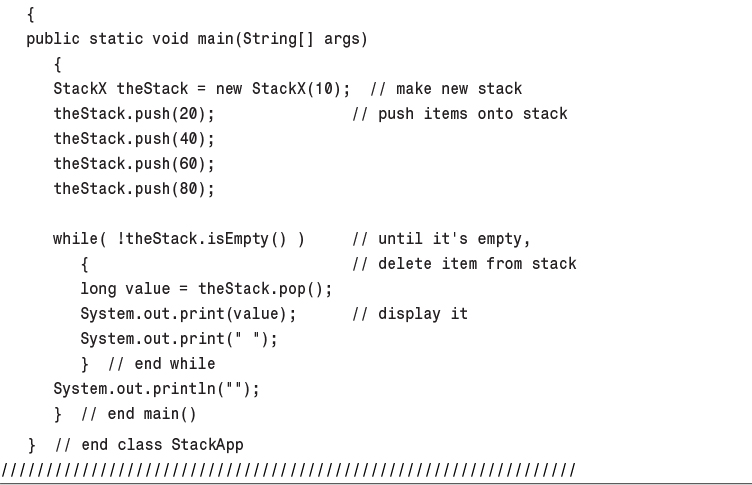 {
public static void main(String[] args)
{
StackX theStack = new StackX(10);  // make new stack
theStack.push(20);               // push items onto stack
theStack.push(40);
theStack.push(60);
theStack.push(80);
while( !theStack.isEmpty() )     // until it's empty,
{                             // delete item from stack
long value = theStack.pop();
System.out.print(value);      // display it
System.out.print(" ");
}  // end while
System.out.println("");
}  // end main()
}  // end class StackApp
////////////////////////////////////////////////////////////////